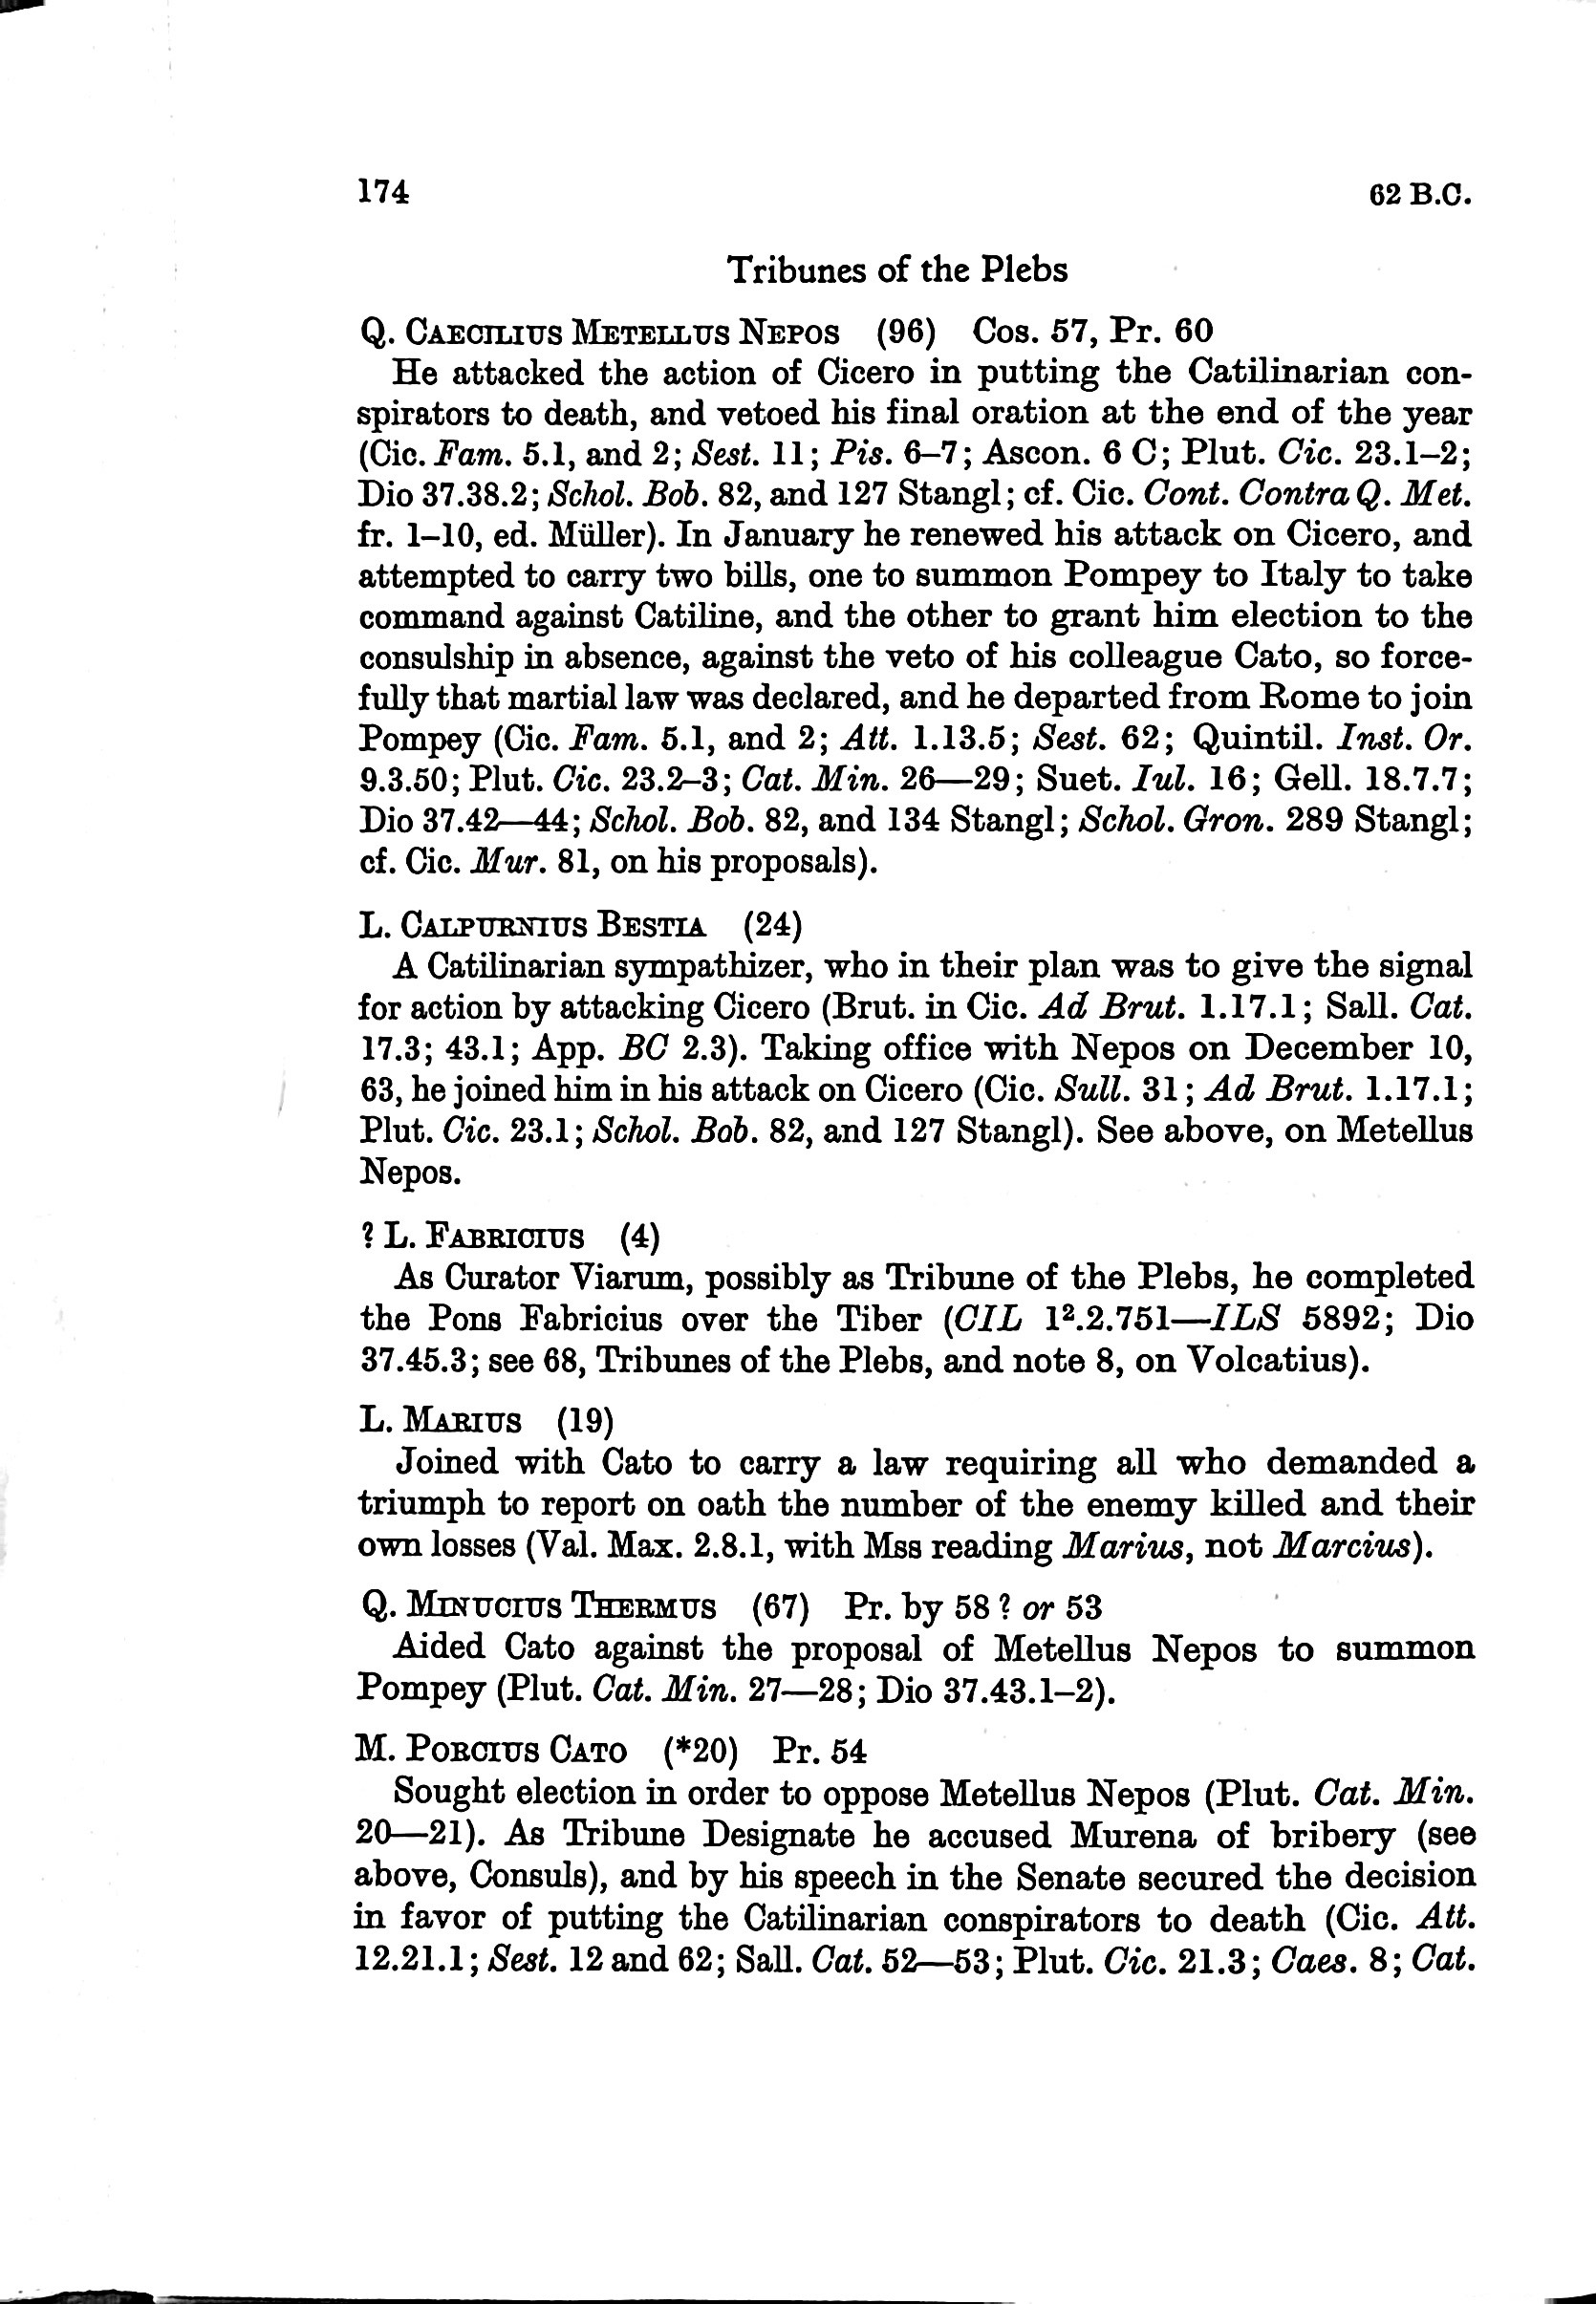 174 62 B.C.
Tribunes of the Plebs
Q. CAECILIUS METELLUS NEPOS (96) Cos. 57, Pr. 60
He attacked the action of Cicero in putting the Catilinarian con-
spirators to death, and vetoed his final oration at the end of the year
(Cic. Fam. 5.1, and 2; Sest. 11; Pis. 6–7; Ascon. 6 C; Plut. Cic. 23.1–2;
Dio 37.38.2; Schol. Bob. 82, and 127 Stangl; cf. Cic. Cont. Contra Q. Met.
fr. 1–10, ed. Müller). In January he renewed his attack on Cicero, and
attempted to carry two bills, one to summon Pompey to Italy to take
command against Catiline, and the other to grant him election to the
consulship in absence, against the veto of his colleague Cato, so force-
fully that martial law was declared, and he departed from Rome to join
Pompey (Cic. Fam. 5.1, and 2; Att. 1.13.5; Sest. 62; Quintil. Inst. Or.
9.3.50; Plut. Cic. 23.2–3; Cat. Min. 26—29; Suet. Iul. 16; Gell. 18.7.7;
Dio 37.42—44; Schol. Bob. 82, and 134 Stangl; Schol. Gron. 289 Stangl;
cf. Cic. Mur. 81, on his proposals).
L. CALPURNIUS BESTIA (24)
A Catilinarian sympathizer, who in their plan was to give the signal
for action by attacking Cicero (Brut. in Cic. Ad Brut. 1.17.1; Sall. Cat.
17.3; 43.1; App. BC 2.3). Taking office with Nepos on December 10,
63, he joined him in his attack on Cicero (Cic. Sull. 31; Ad Brut. 1.17.1;
Plut. Cic. 23.1; Schol. Bob. 82, and 127 Stangl). See above, on Metellus
Nepos.
? L. FABRICIUS (4)
As Curator Viarum, possibly as Tribune of the Plebs, he completed
the Pons Fabricius over the Tiber (CIL 1².2.751—ILS 5892; Dio
37.45.3; see 68, Tribunes of the Plebs, and note 8, on Volcatius).
L. MARIUS (19)
Joined with Cato to carry a law requiring all who demanded a
triumph to report on oath the number of the enemy killed and their
own losses (Val. Max. 2.8.1, with Mss reading Marius, not Marcius).
Q. MINUCIUS THERMUS (67) Pr. by 58 ? or 53
Aided Cato against the proposal of Metellus Nepos to summon
Pompey (Plut. Cat. Min. 27—28; Dio 37.43.1–2).
M. PORCIUS CATO (*20) Pr. 54
Sought election in order to oppose Metellus Nepos (Plut. Cat. Min.
20—21). As Tribune Designate he accused Murena of bribery (see
above, Consuls), and by his speech in the Senate secured the decision
in favor of putting the Catilinarian conspirators to death (Cic. Att.
12.21.1; Sest. 12 and 62; Sall. Cat. 52—53; Plut. Cic. 21.3; Caes. 8; Cat.